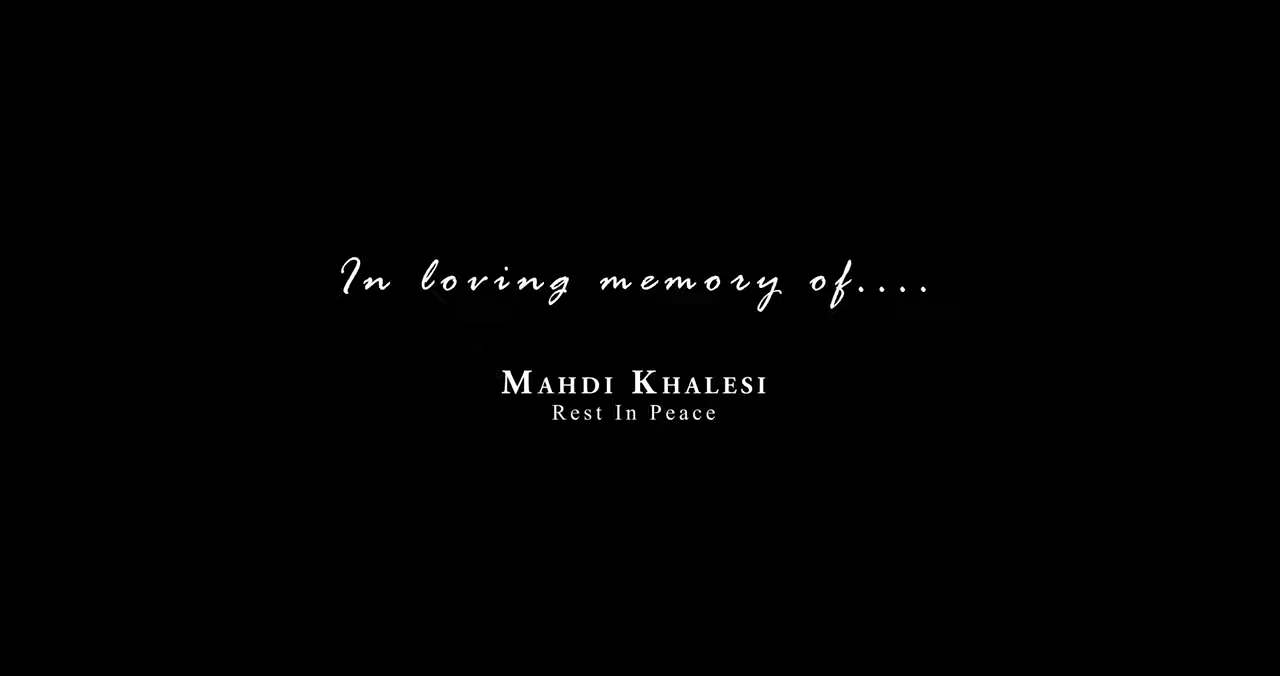 In loving memory of....
MAHDI KHALESI
Rest In Peace